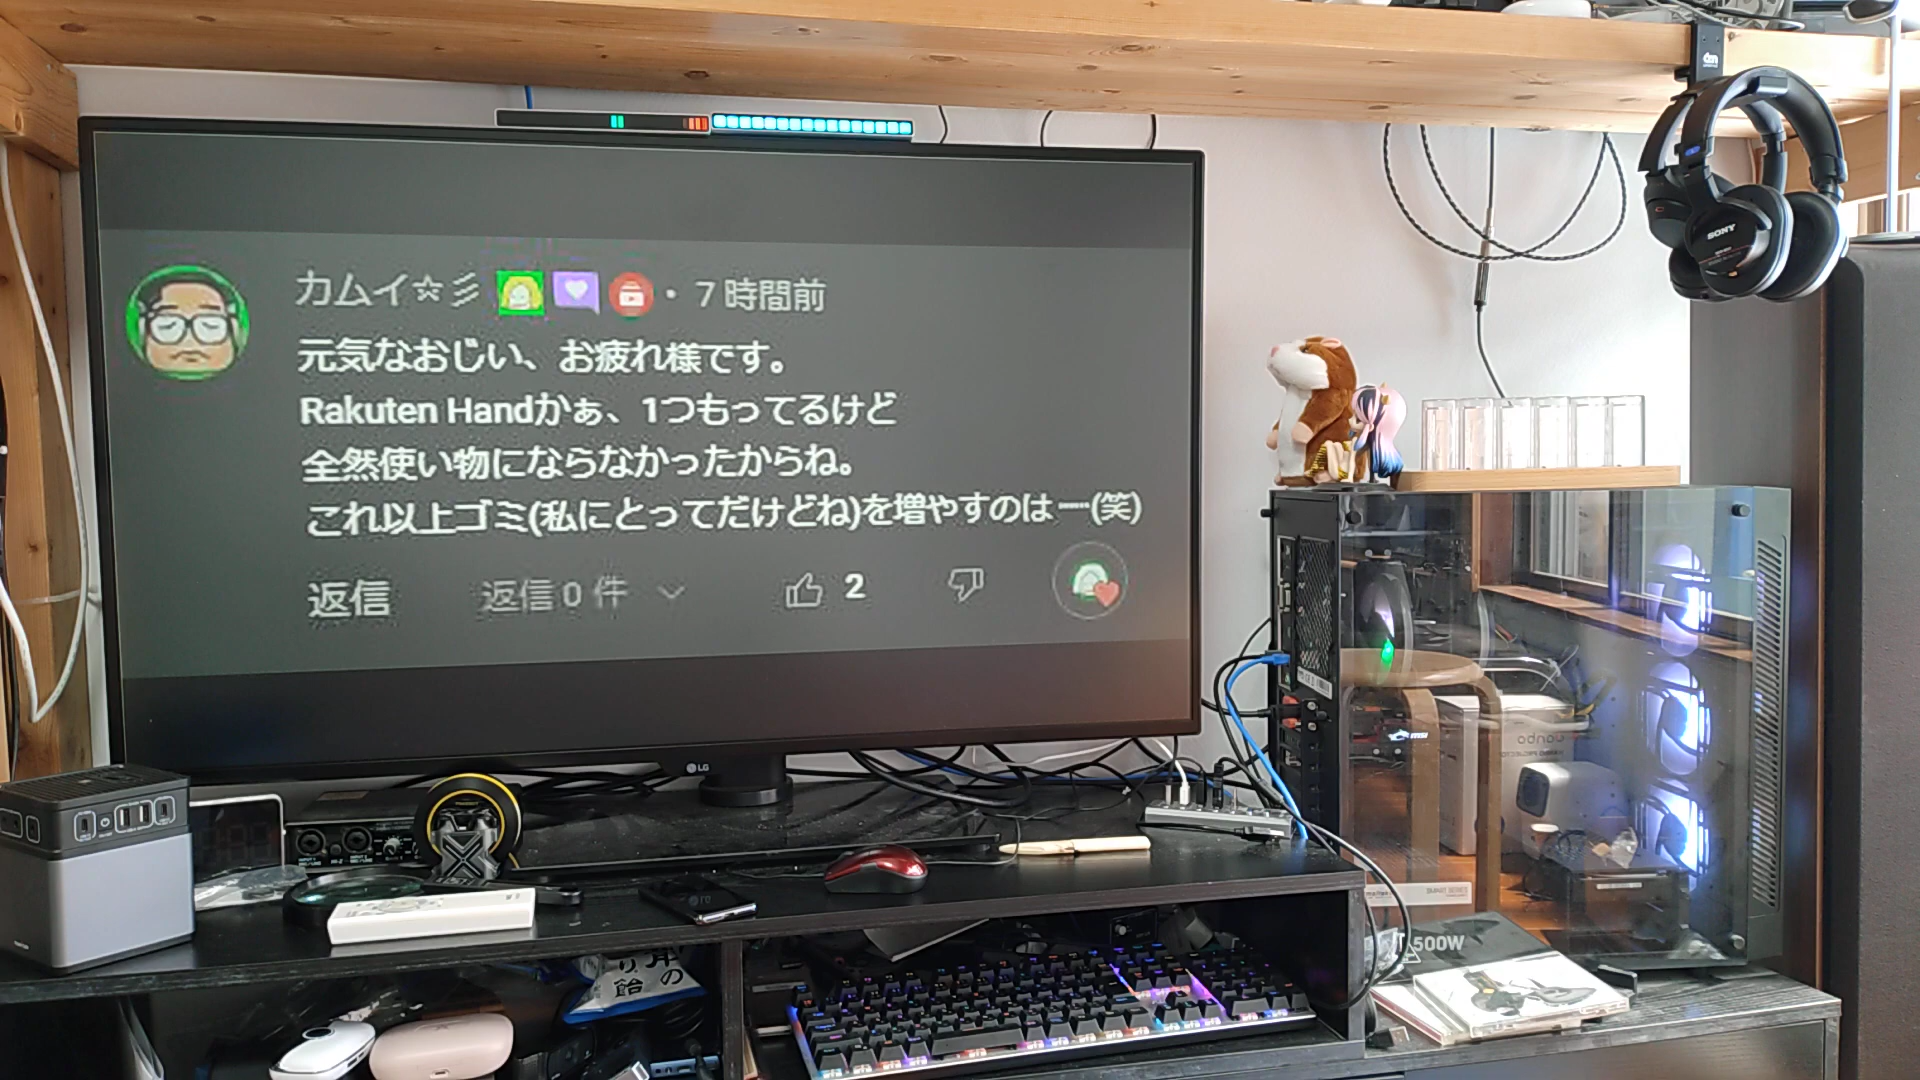 カムイ☆彡 ・7 時間前
元気なおじい、お疲れ様です。
Rakuten Handかぁ、1つもってるけど
全然使い物にならなかったからね。
これ以上ゴミ(私にとってだけどね)を増やすのは…(笑)
返信 返信 0 件 2
LG
SONY
msi
500W